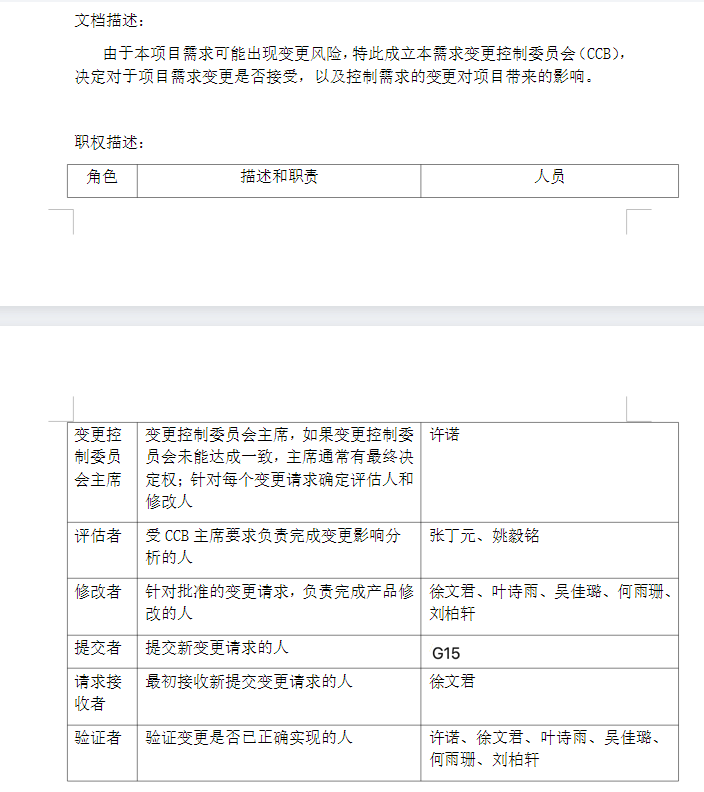 文档描述：
由于本项目需求可能出现变更风险，特此成立本需求变更控制委员会（CCB），
决定对于项目需求变更是否接受，以及控制需求的变更对项目带来的影响。
职权描述：
角色 描述和职责 人员
变更控 变更控制委员会主席，如果变更控制委 许诺
制委员 员会未能达成一致，主席通常有最终决
会主席 定权；针对每个变更请求确定评估人和
修改人
评估者 受 CCB 主席要求负责完成变更影响分 张丁元、姚毅铭
析的人
修改者 针对批准的变更请求，负责完成产品修 徐文君、叶诗雨、吴佳璐、何雨珊、
改的人 刘柏轩
提交者 提交新变更请求的人 G15
请求接 最初接收新提交变更请求的人 徐文君
收者
验证者 验证变更是否已正确实现的人 许诺、徐文君、叶诗雨、吴佳璐、
何雨珊、刘柏轩